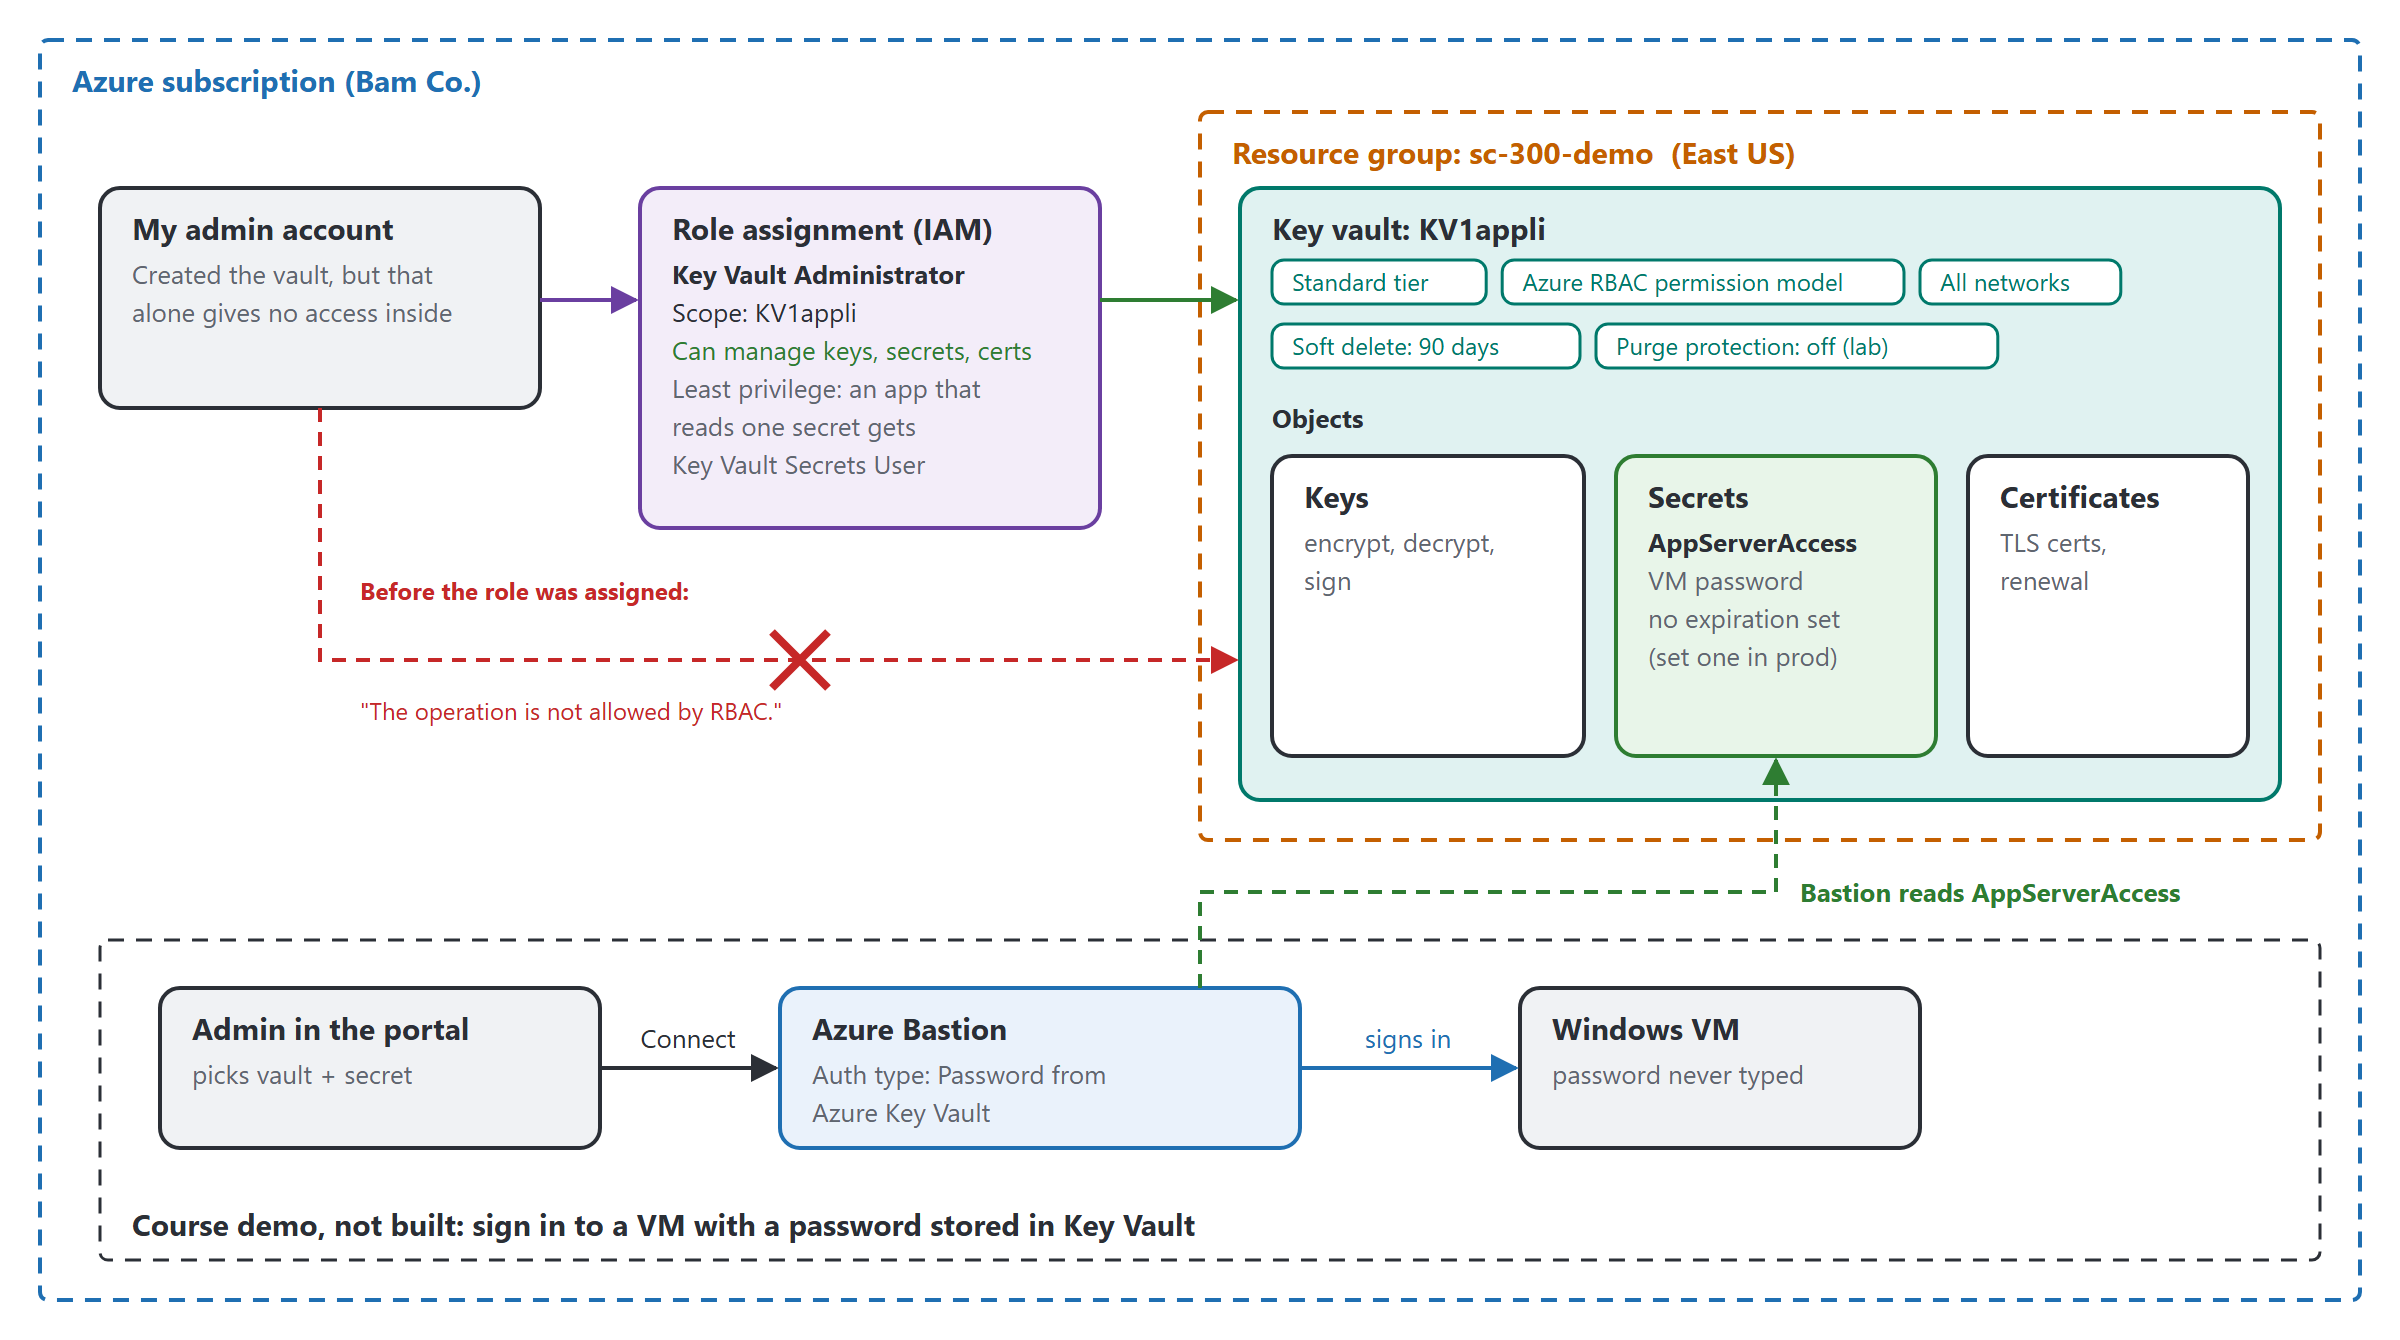 Azure subscription (Bam Co.)
Resource group: sc-300-demo (East US)
My admin account
Created the vault, but that
alone gives no access inside
Role assignment (IAM)
Key Vault Administrator
Scope: KV1appli
Can manage keys, secrets, certs
Least privilege: an app that
reads one secret gets
Key Vault Secrets User
Key vault: KV1appli
Standard tier
Azure RBAC permission model
All networks
Soft delete: 90 days
Purge protection: off (lab)
Objects
Keys
encrypt, decrypt,
sign
Secrets
AppServerAccess
VM password
no expiration set
(set one in prod)
Certificates
TLS certs,
renewal
Before the role was assigned:
"The operation is not allowed by RBAC."
Bastion reads AppServerAccess
Admin in the portal
picks vault + secret
Connect
Azure Bastion
Auth type: Password from
Azure Key Vault
signs in
Windows VM
password never typed
Course demo, not built: sign in to a VM with a password stored in Key Vault